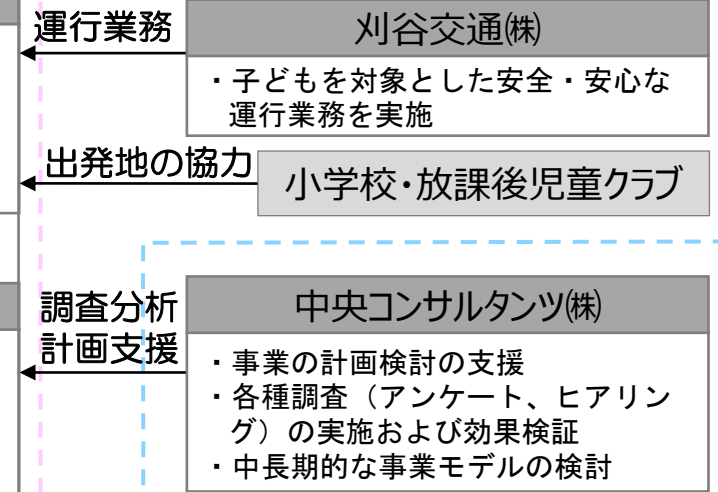 運行業務
刈谷交通㈱
・子どもを対象とした安全・安心な
運行業務を実施
出発地の協力
小学校・放課後児童クラブ
調査分析
計画支援
中央コンサルタンツ㈱
・事業の計画検討の支援
・各種調査（アンケート、ヒアリン
グ）の実施および効果検証
・中長期的な事業モデルの検討